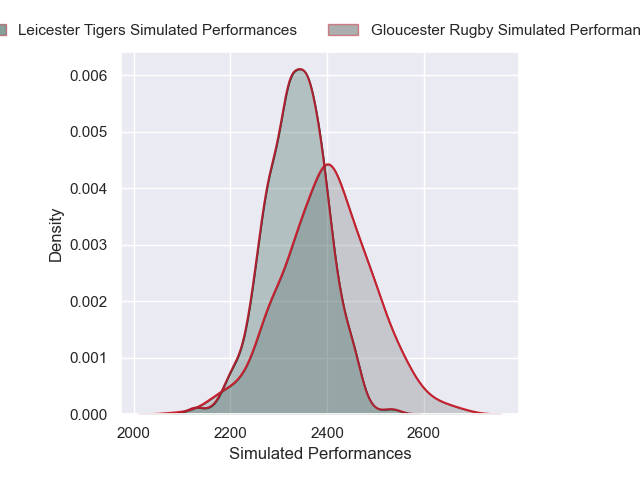 Leicester Tigers Simulated Performances Gloucester Rugby Simulated Performan
0.006
0.005
0.004
0.003
0.002
0.001
0.000
Density
2000 2200 2400 2600
Simulated Performances